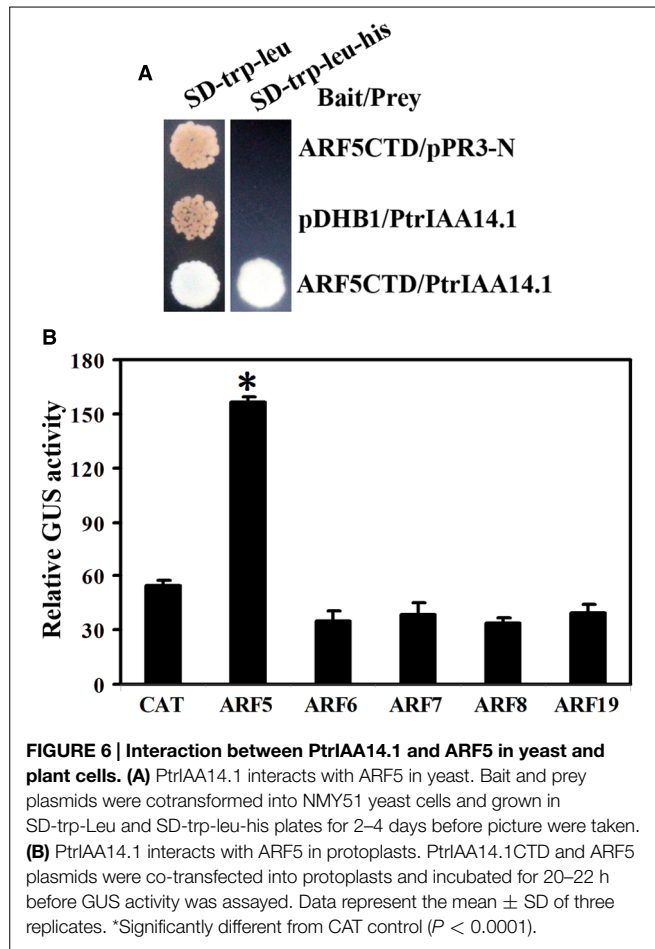 A
SD-trp-leu
SD-trp-leu-his
Bait/Prey
ARF5CTD/pPR3-N
pDHB1/PtrIAA14.1
ARF5CTD/PtrIAA14.1
B
180
150
120
90
60
30
0
Relative GUS activity
*
CAT ARF5 ARF6 ARF7 ARF8 ARF19
FIGURE 6 | Interaction between PtrIAA14.1 and ARF5 in yeast and
plant cells. (A) PtrIAA14.1 interacts with ARF5 in yeast. Bait and prey
plasmids were cotransformed into NMY51 yeast cells and grown in
SD-trp-Leu and SD-trp-leu-his plates for 2–4 days before picture were taken.
(B) PtrIAA14.1 interacts with ARF5 in protoplasts. PtrIAA14.1CTD and ARF5
plasmids were co-transfected into protoplasts and incubated for 20–22 h
before GUS activity was assayed. Data represent the mean ± SD of three
replicates. *Significantly different from CAT control (P < 0.0001).